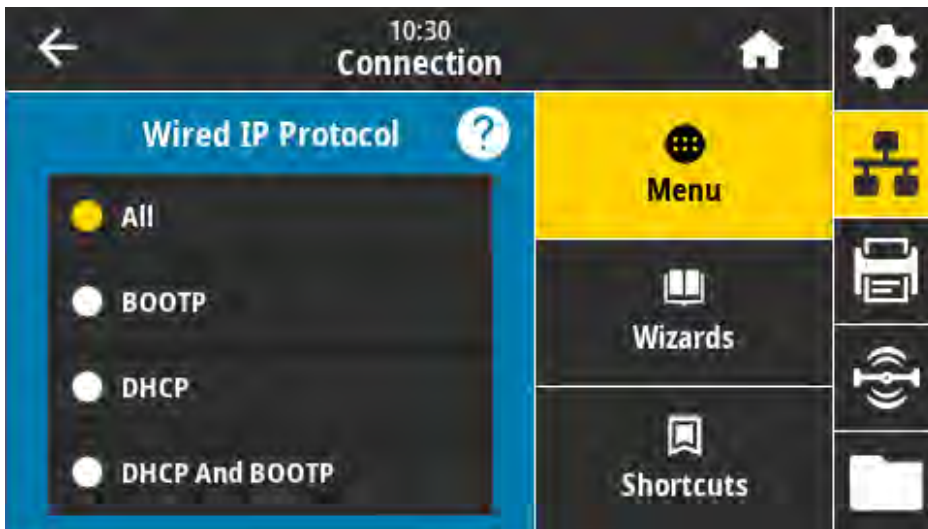 10:30
Connection
Wired IP Protocol
?
All
BOOTP
DHCP
DHCP And BOOTP
Menu
Wizards
Shortcuts